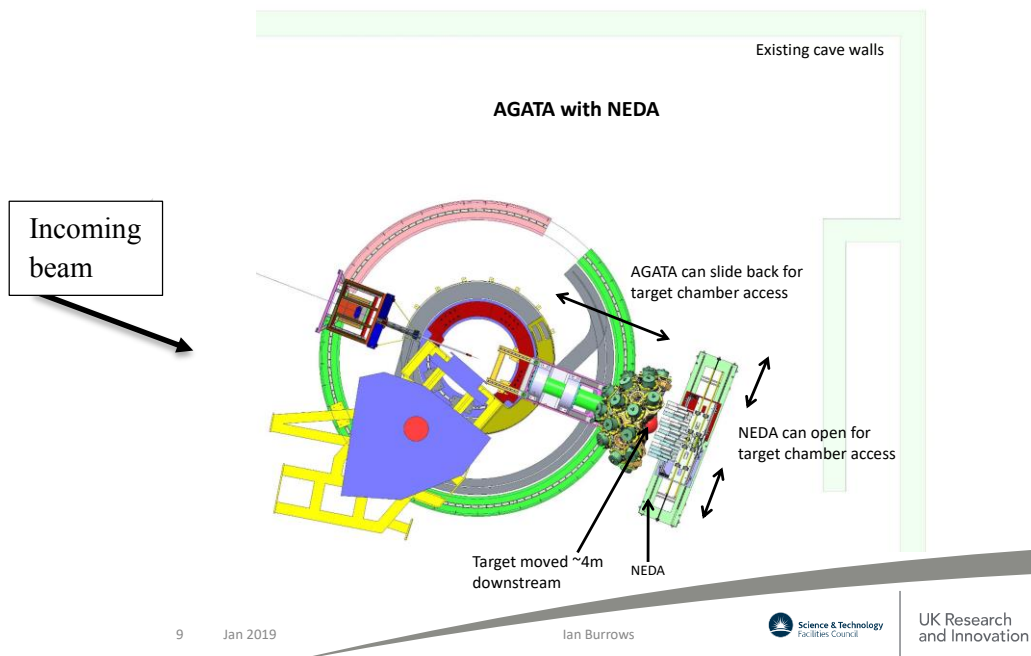 Existing cave walls
AGATA with NEDA
Incoming
beam
AGATA can slide back for
target chamber access
NEDA can open for
target chamber access
Target moved ~4m
downstream
NEDA
9 Jan 2019 Ian Burrows
Science & Technology
Facilities Council
UK Research
and Innovation